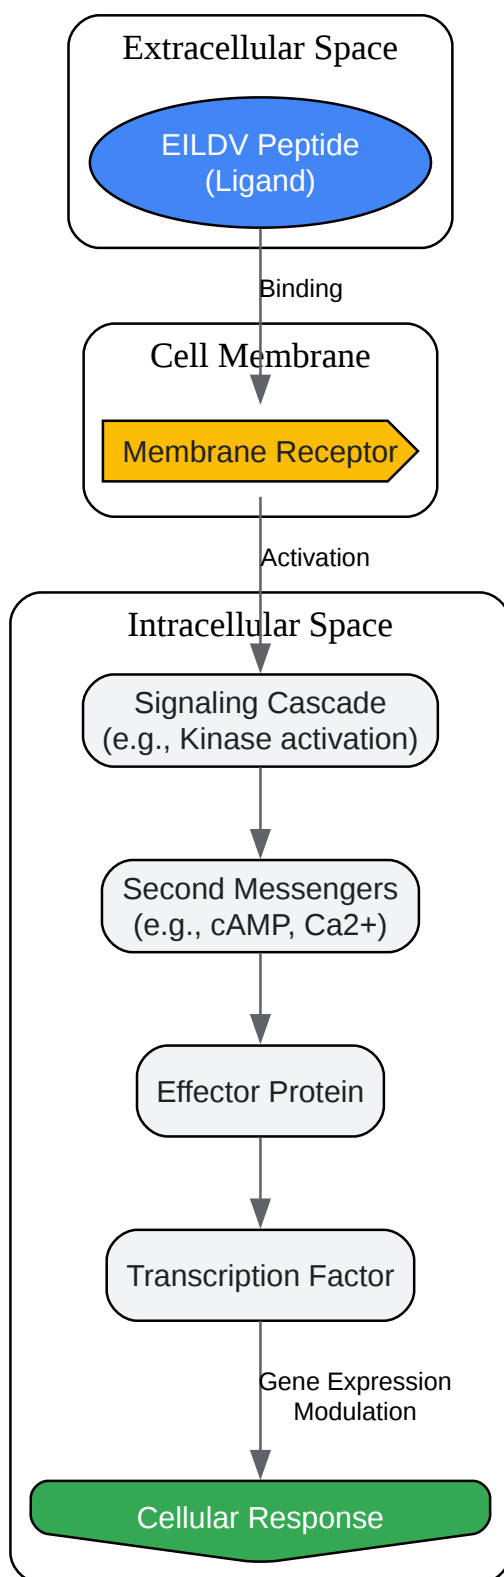 Extracellular Space
EILDV Peptide
(Ligand)
Binding
Cell Membrane
Membrane Receptor
Activation
Intracellular Space
Signaling Cascade
(e.g., Kinase activation)
Second Messengers
(e.g., cAMP, Ca2+)
Effector Protein
Transcription Factor
Gene Expression
Modulation
Cellular Response